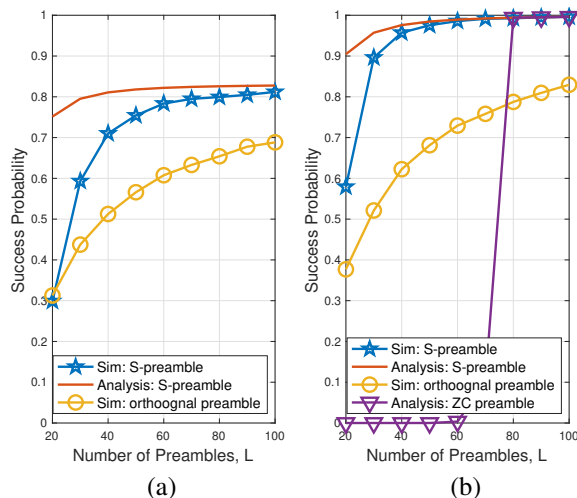 1
0.9
0.8
0.7
0.6
0.5
0.4
0.3
0.2
0.1
0
Success Probability
Sim: S-preamble
Analysis: S-preamble
Sim: orthoognal preamble
20 40 60 80 100
Number of Preambles, L
(a)
1
0.9
0.8
0.7
0.6
0.5
0.4
0.3
0.2
0.1
0
Success Probability
Sim: S-preamble
Analysis: S-preamble
Sim: orthoognal preamble
Analysis: ZC preamble
20 40 60 80 100
Number of Preambles, L
(b)